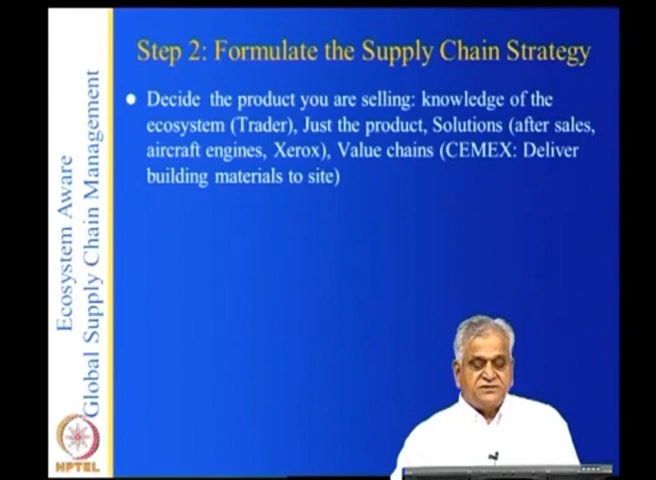 Step 2: Formulate the Supply Chain Strategy
Decide the product you are selling: knowledge of the
ecosystem (Trader), Just the product, Solutions (after sales,
aircraft engines, Xerox), Value chains (CEMEX: Deliver
building materials to site)
Ecosystem Aware
Global Supply Chain Management
NPTEL